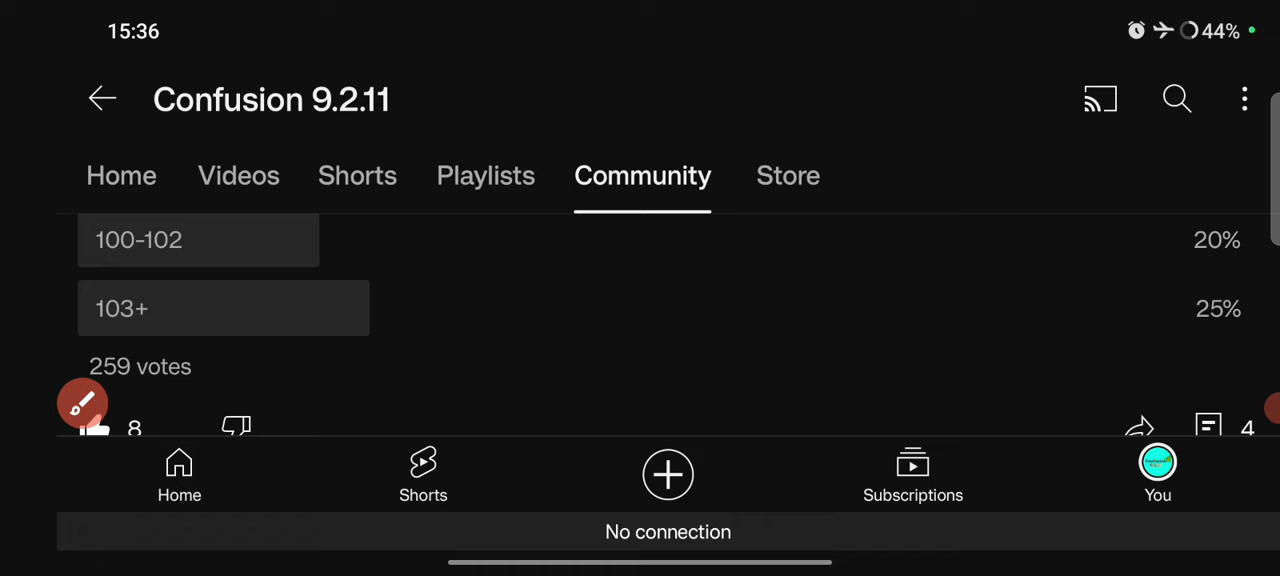 15:36
44%
Confusion 9.2.11
Home Videos Shorts Playlists Community Store
100-102 20%
103+ 25%
259 votes
8 4
Home Shorts Subscriptions You
No connection